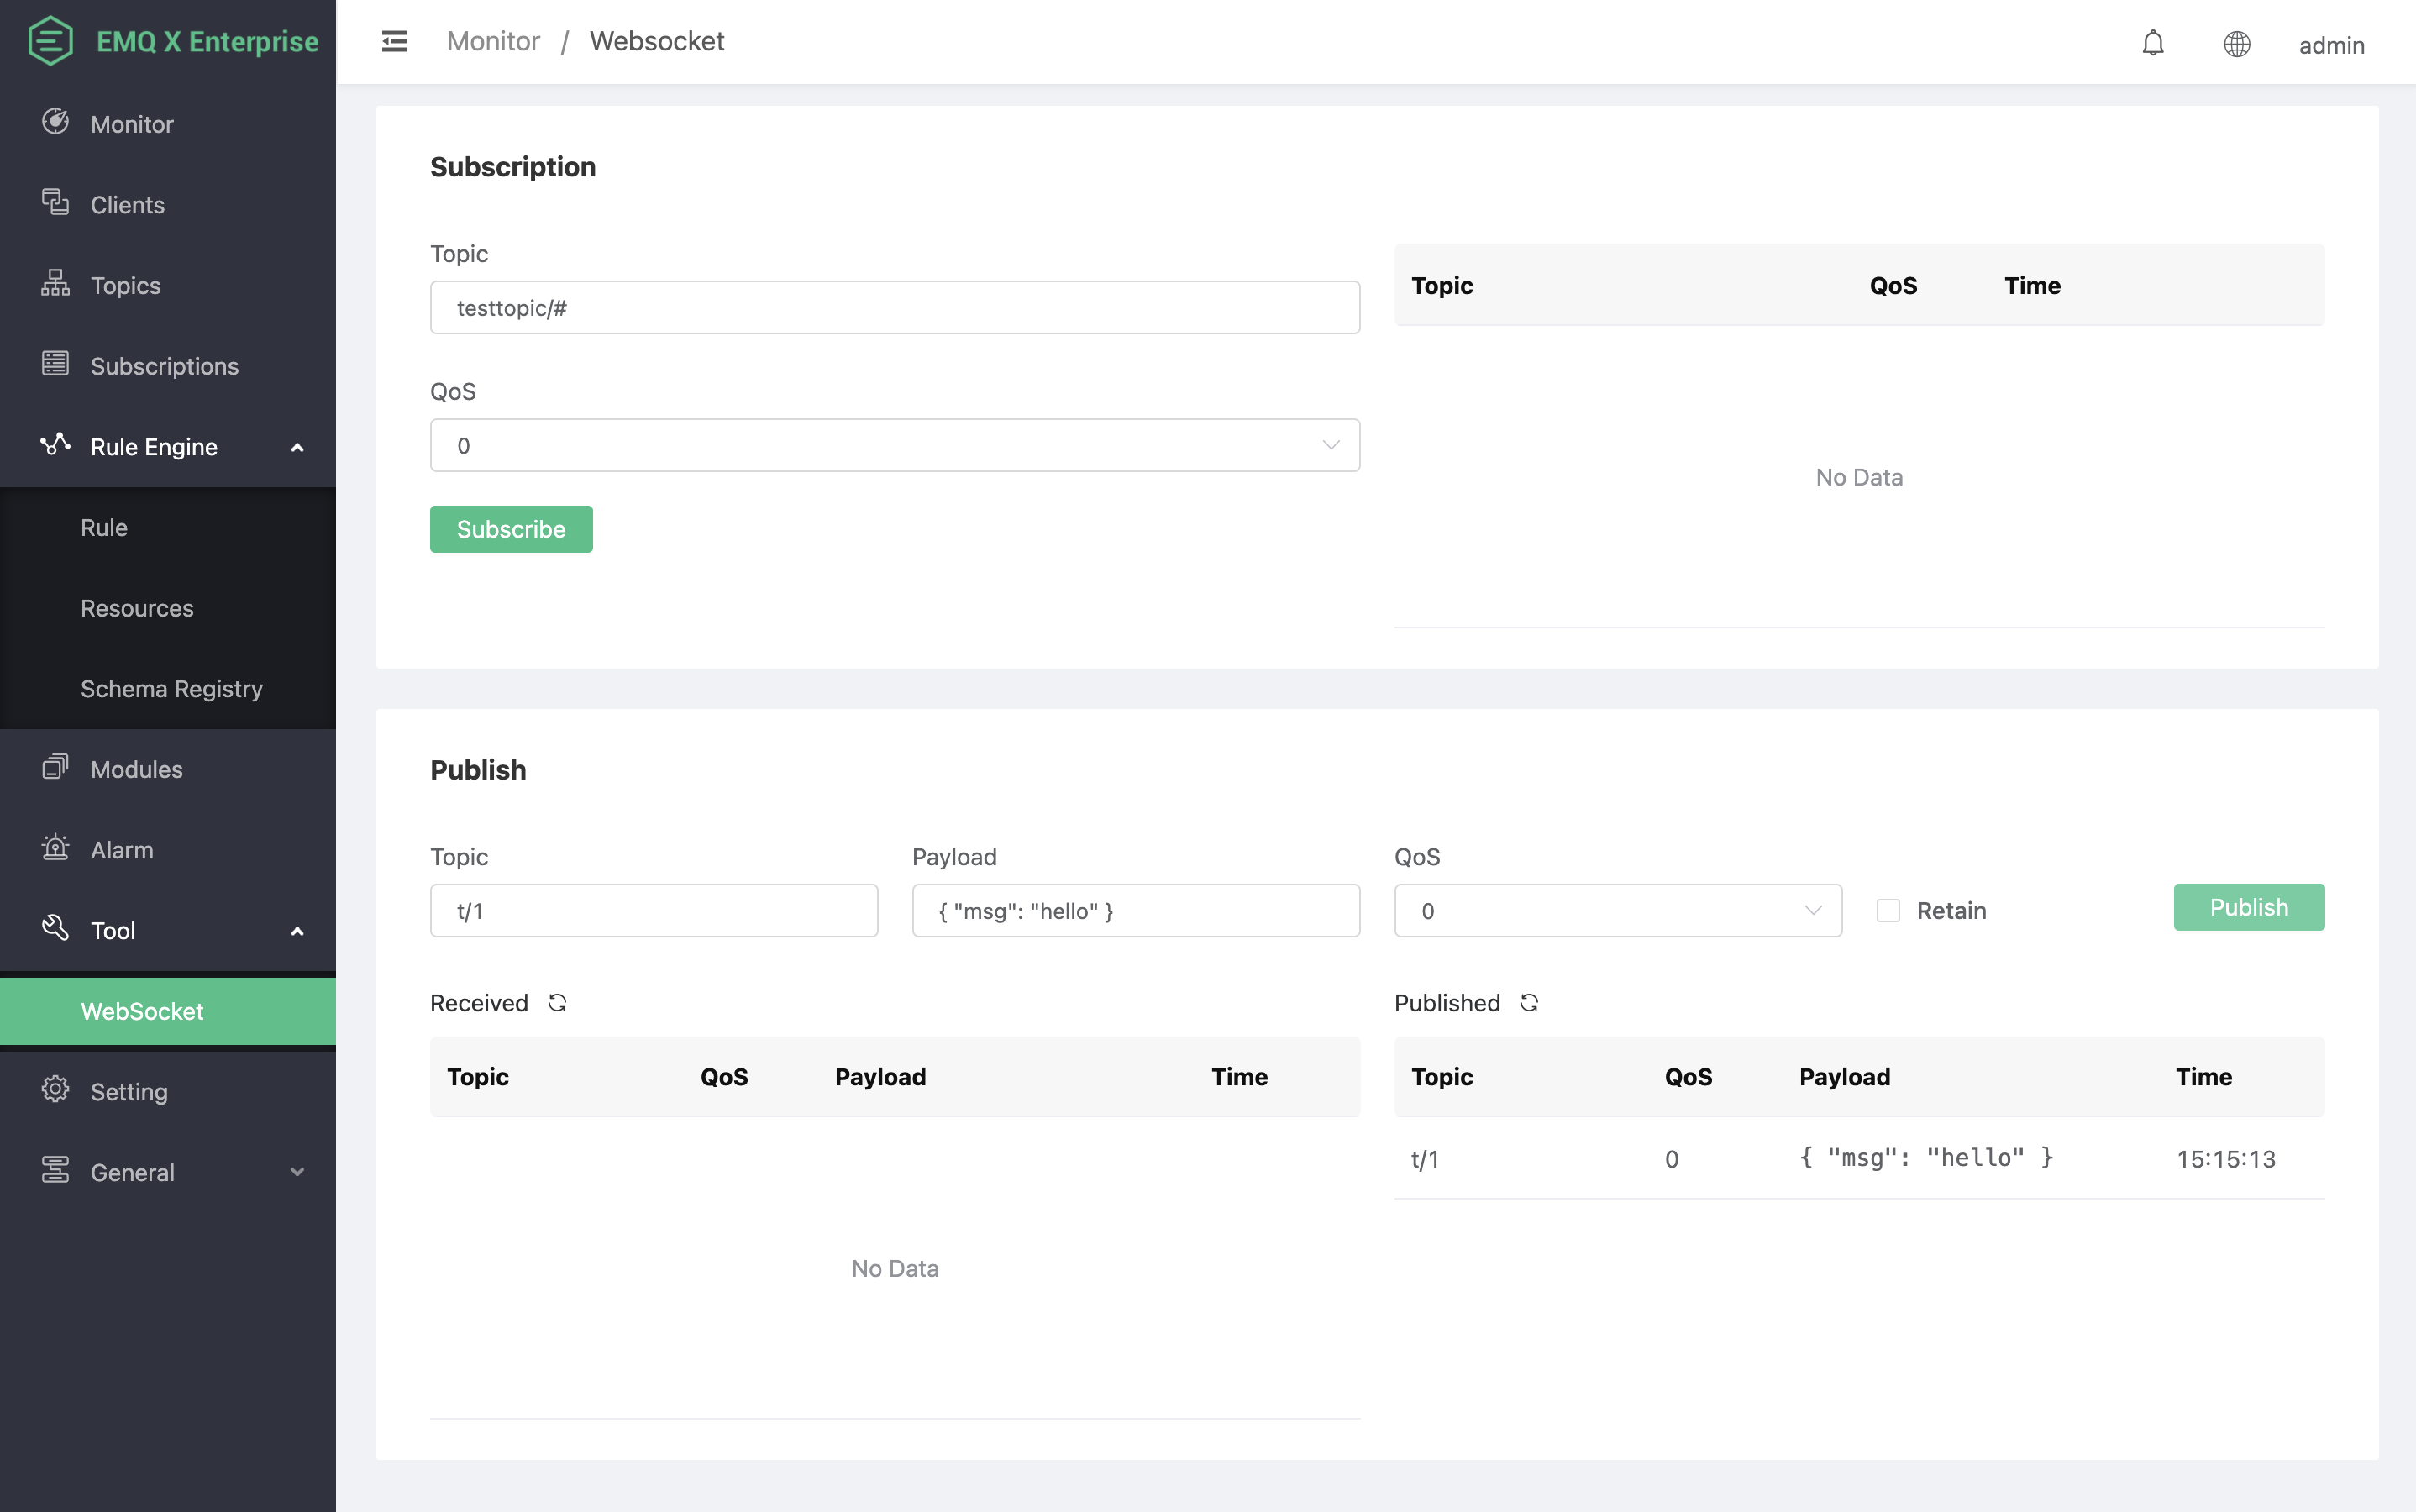 EMQ X Enterprise
Monitor
Clients
Topics
Subscriptions
Rule Engine
Rule
Resources
Schema Registry
Modules
Alarm
Tool
WebSocket
Setting
General
Monitor / Websocket
admin
Subscription
Topic
testtopic/#
QoS
0
Subscribe
Topic QoS Time
No Data
Publish
Topic Payload QoS
t/1 { "msg": "hello" } 0 Retain Publish
Received
Topic QoS Payload Time
No Data
Published
Topic QoS Payload Time
t/1 0 { "msg": "hello" } 15:15:13